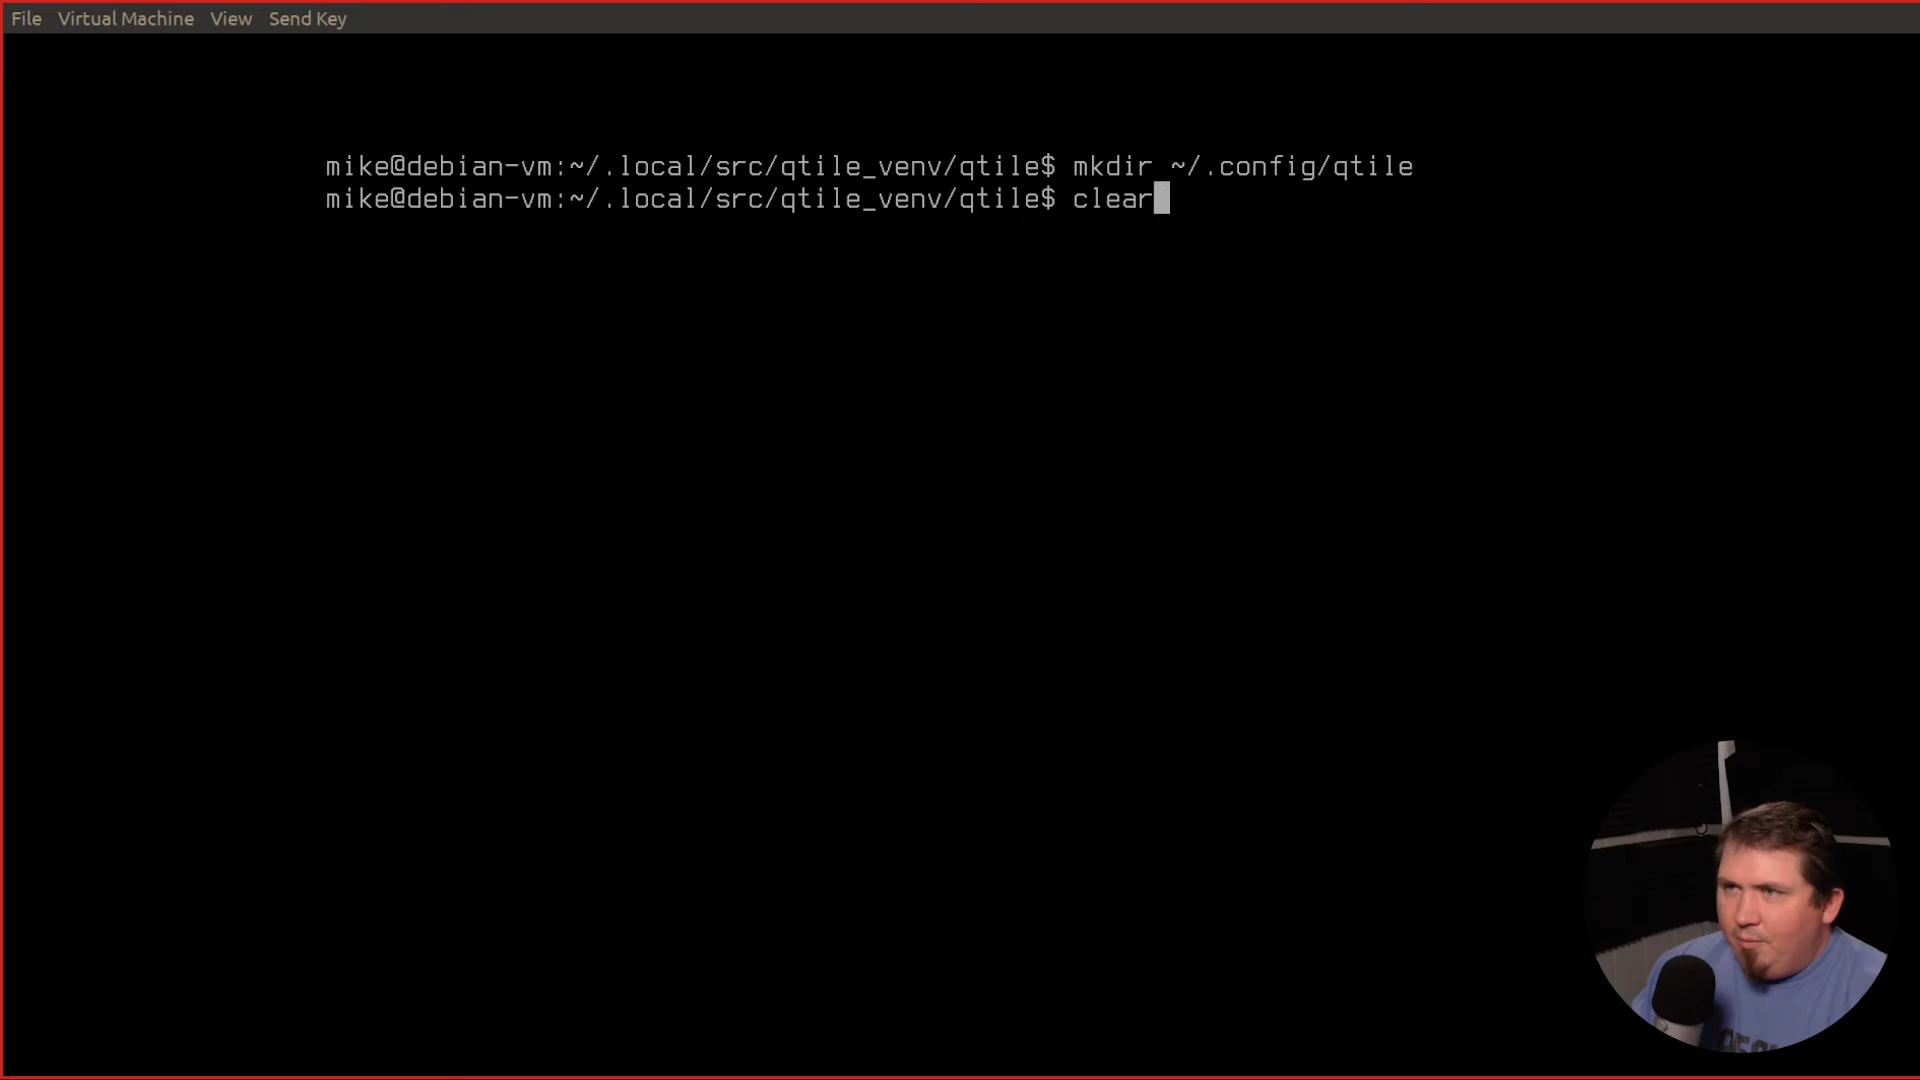 File Virtual Machine View Send Key
mike@debian-vm:~/.local/src/qtile_venv/qtile$ mkdir ~/.config/qtile
mike@debian-vm:~/.local/src/qtile_venv/qtile$ clear